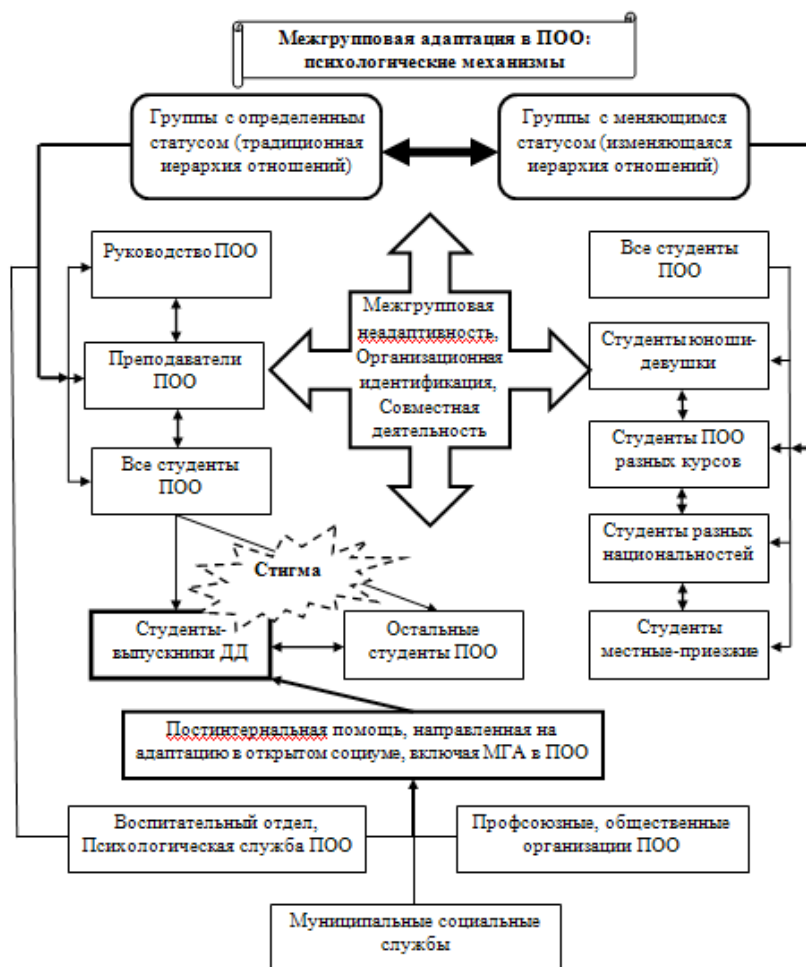 Межгрупповая адаптация в ПОО:
психологические механизмы
Группы с определенным
статусом (традиционная
иерархия отношений)
Группы с меняющимся
статусом (изменяющаяся
иерархия отношений)
Руководство ПОО
Преподаватели
ПОО
Все студенты
ПОО
Межгрупповая
неадаптивность,
Организационная
идентификация,
Совместная
деятельность
Все студенты
ПОО
Студенты юноши-
девушки
Студенты ПОО
разных курсов
Студенты разных
национальностей
Студенты
местные-приезжие
Стигма
Студенты-
выпускники ДД
Остальные
студенты ПОО
Постинтернальная помощь, направленная на
адаптацию в открытом социуме, включая МГА в ПОО
Воспитательный отдел,
Психологическая служба ПОО
Профсоюзные, общественные
организации ПОО
Муниципальные социальные
службы